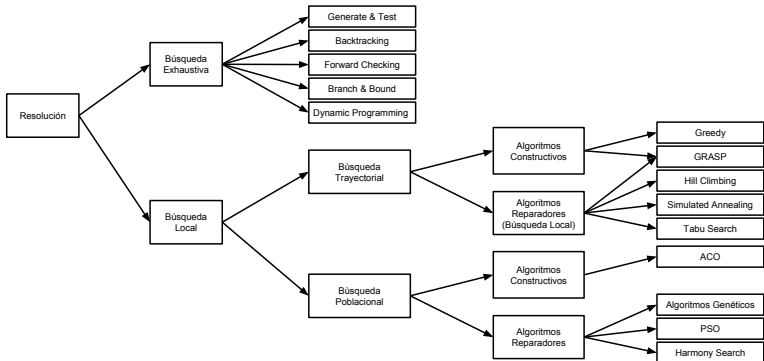 Resolución
Búsqueda
Exhaustiva
Generate & Test
Backtracking
Forward Checking
Branch & Bound
Dynamic Programming
Búsqueda
Local
Búsqueda
Trayectorial
Algoritmos
Constructivos
Greedy
GRASP
Algoritmos
Reparadores
(Búsqueda Local)
Hill Climbing
Simulated Annealing
Tabu Search
Búsqueda
Poblacional
Algoritmos
Constructivos
ACO
Algoritmos
Reparadores
Algoritmos Genéticos
PSO
Harmony Search